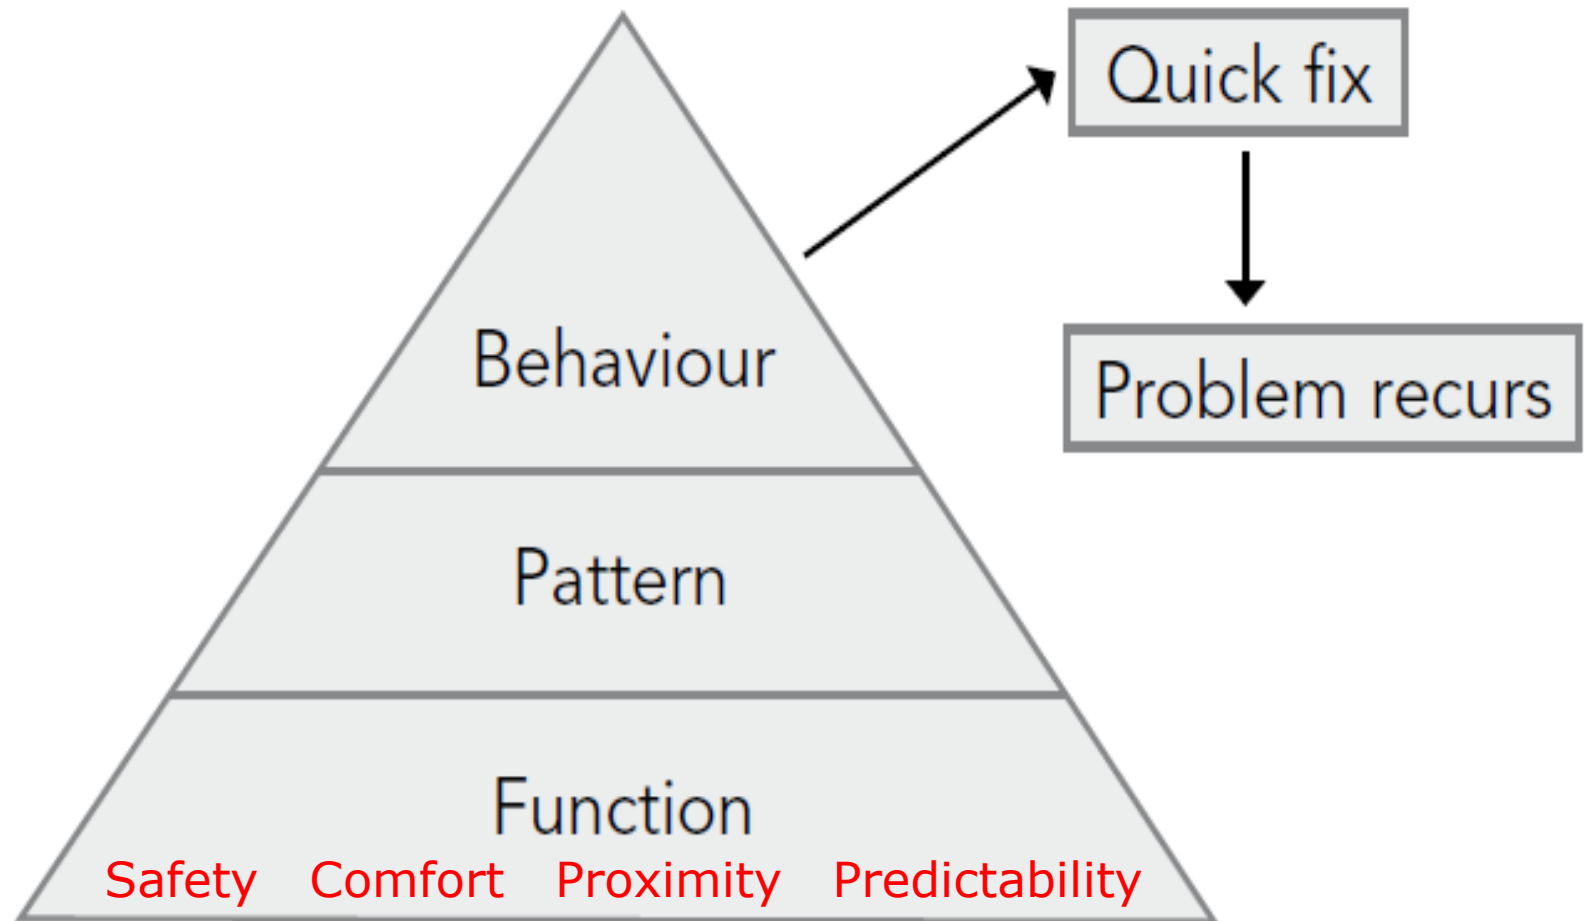 Quick fix
Problem recurs
Behaviour
Pattern
Function
Safety Comfort Proximity Predictability